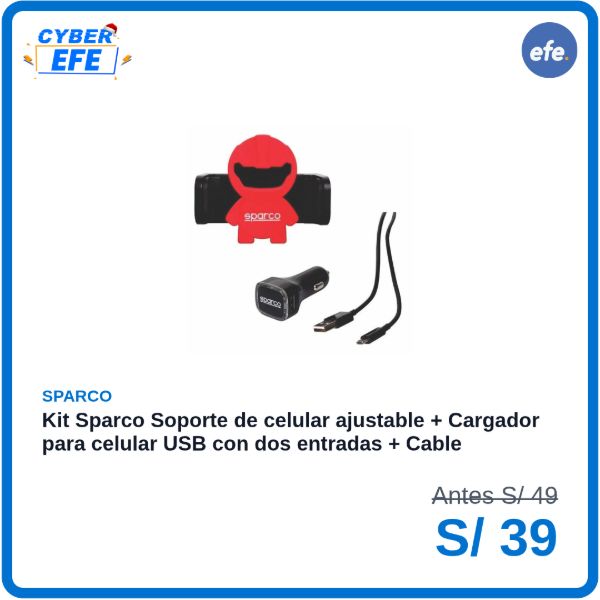 CYBER
EFE
efe.
sparco
sparco
SPARCO
Kit Sparco Soporte de celular ajustable + Cargador
para celular USB con dos entradas + Cable
Antes S/ 49
S/ 39